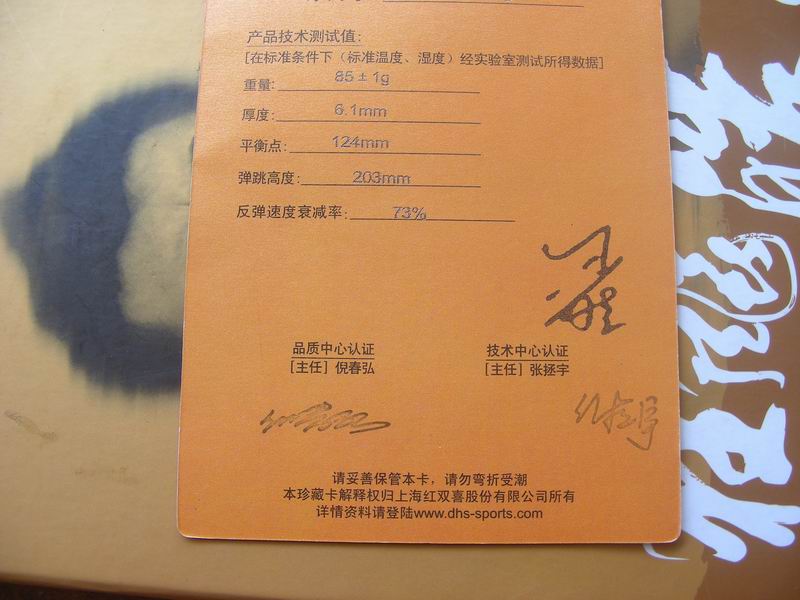 产品技术测试值:
[在标准条件下（标准温度、湿度）经实验室测试所得数据]
重量: 85±1g
厚度: 6.1mm
平衡点: 124mm
弹跳高度: 203mm
反弹速度衰减率: 73%
品质中心认证
[主任] 倪春弘
技术中心认证
[主任] 张拯宇
请妥善保管本卡，请勿弯折受潮
本珍藏卡解释权归上海红双喜股份有限公司所有
详情资料请登陆www.dhs-sports.com